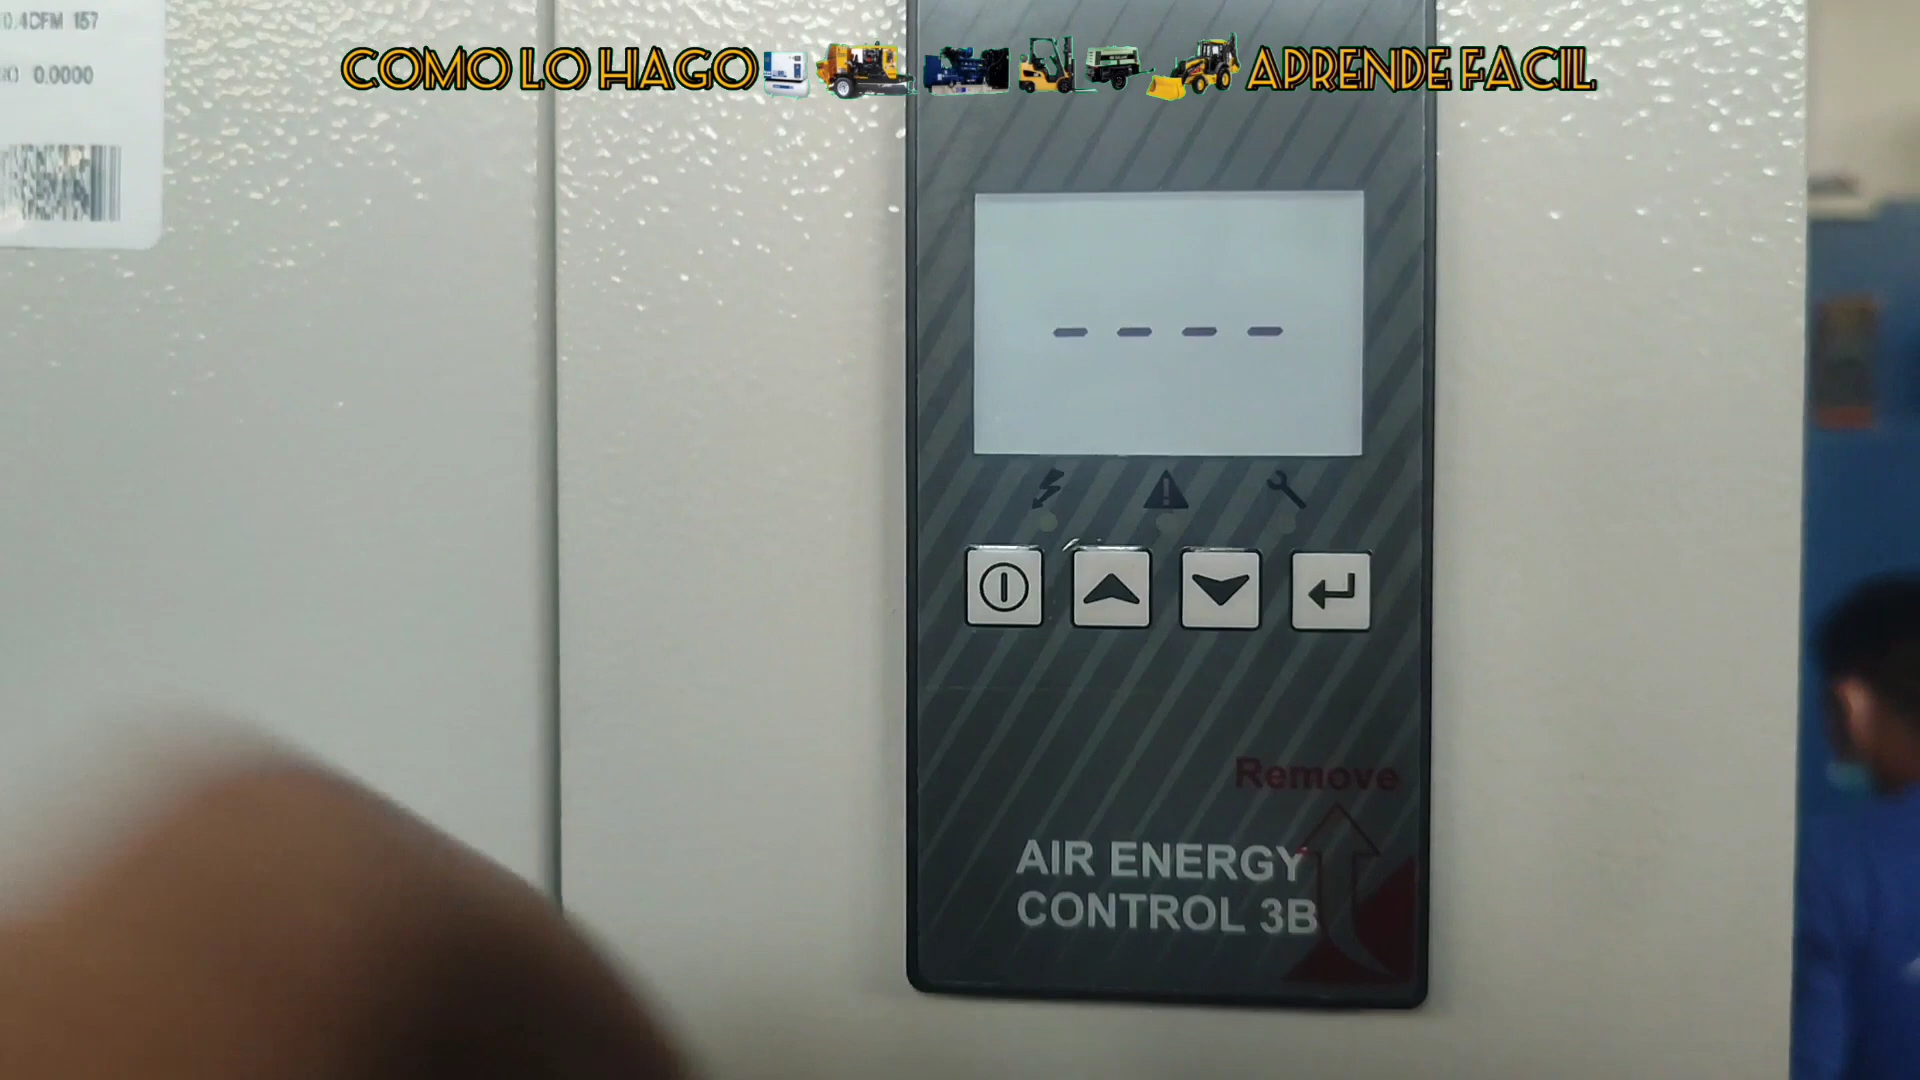 0.4CFM 157
0.0000
COMO LO HAGO APRENDE FACIL
- - - -
Remove
AIR ENERGY
CONTROL 3B